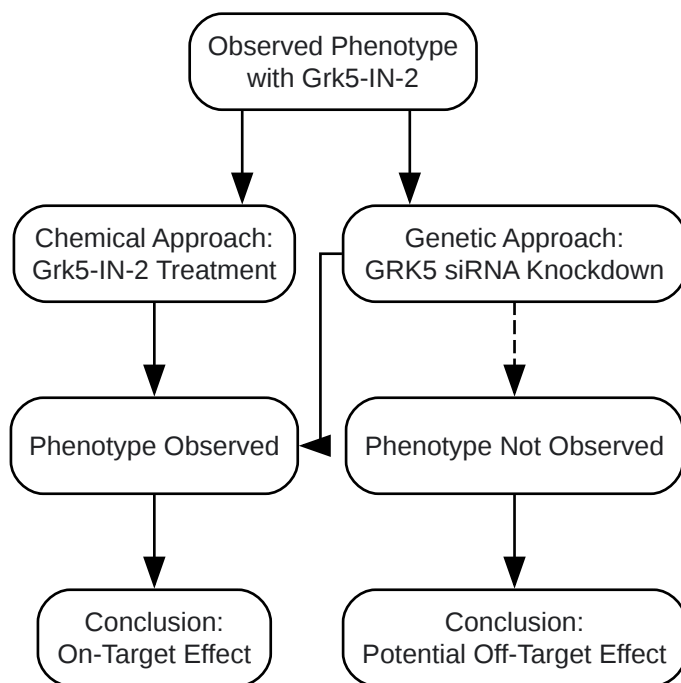 Observed Phenotype
with Grk5-IN-2
Chemical Approach:
Grk5-IN-2 Treatment
Genetic Approach:
GRK5 siRNA Knockdown
Phenotype Observed
Phenotype Not Observed
Conclusion:
On-Target Effect
Conclusion:
Potential Off-Target Effect